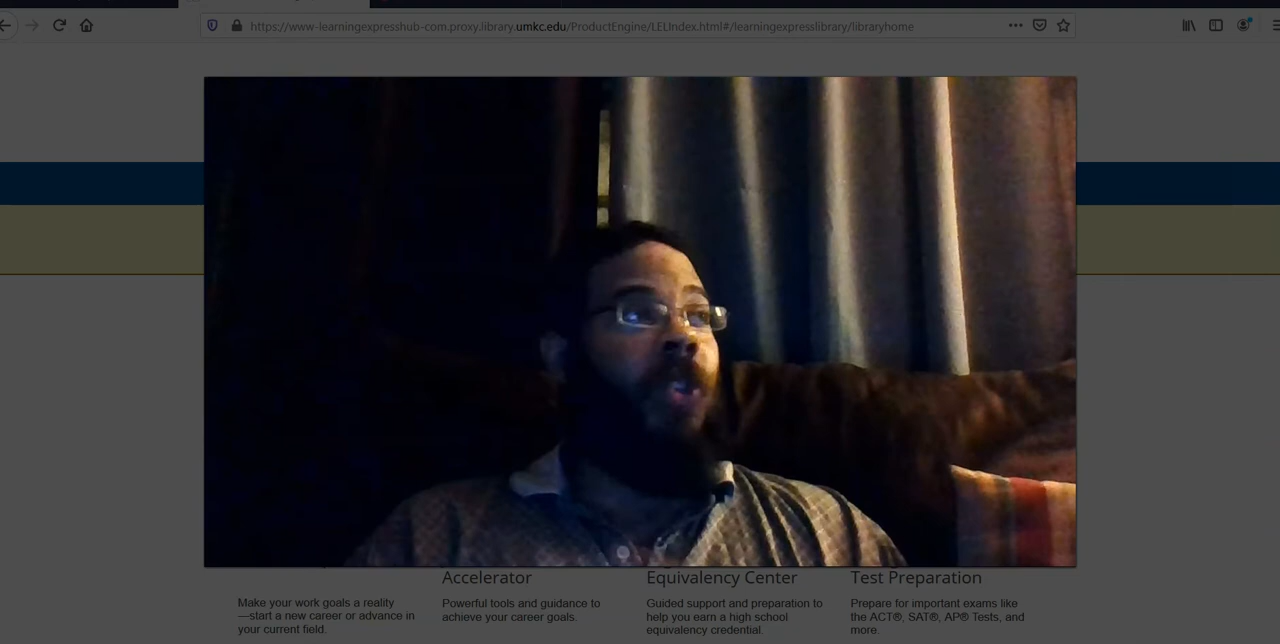 https://www-learningexpresshub-com.proxy.library.umkc.edu/ProductEngine/LELIndex.html#/learningexpresslibrary/libraryhome
Accelerator
Equivalency Center
Test Preparation
Make your work goals a reality
—start a new career or advance in
your current field.
Powerful tools and guidance to
achieve your career goals.
Guided support and preparation to
help you earn a high school
equivalency credential.
Prepare for important exams like
the ACT®, SAT®, AP® Tests, and
more.